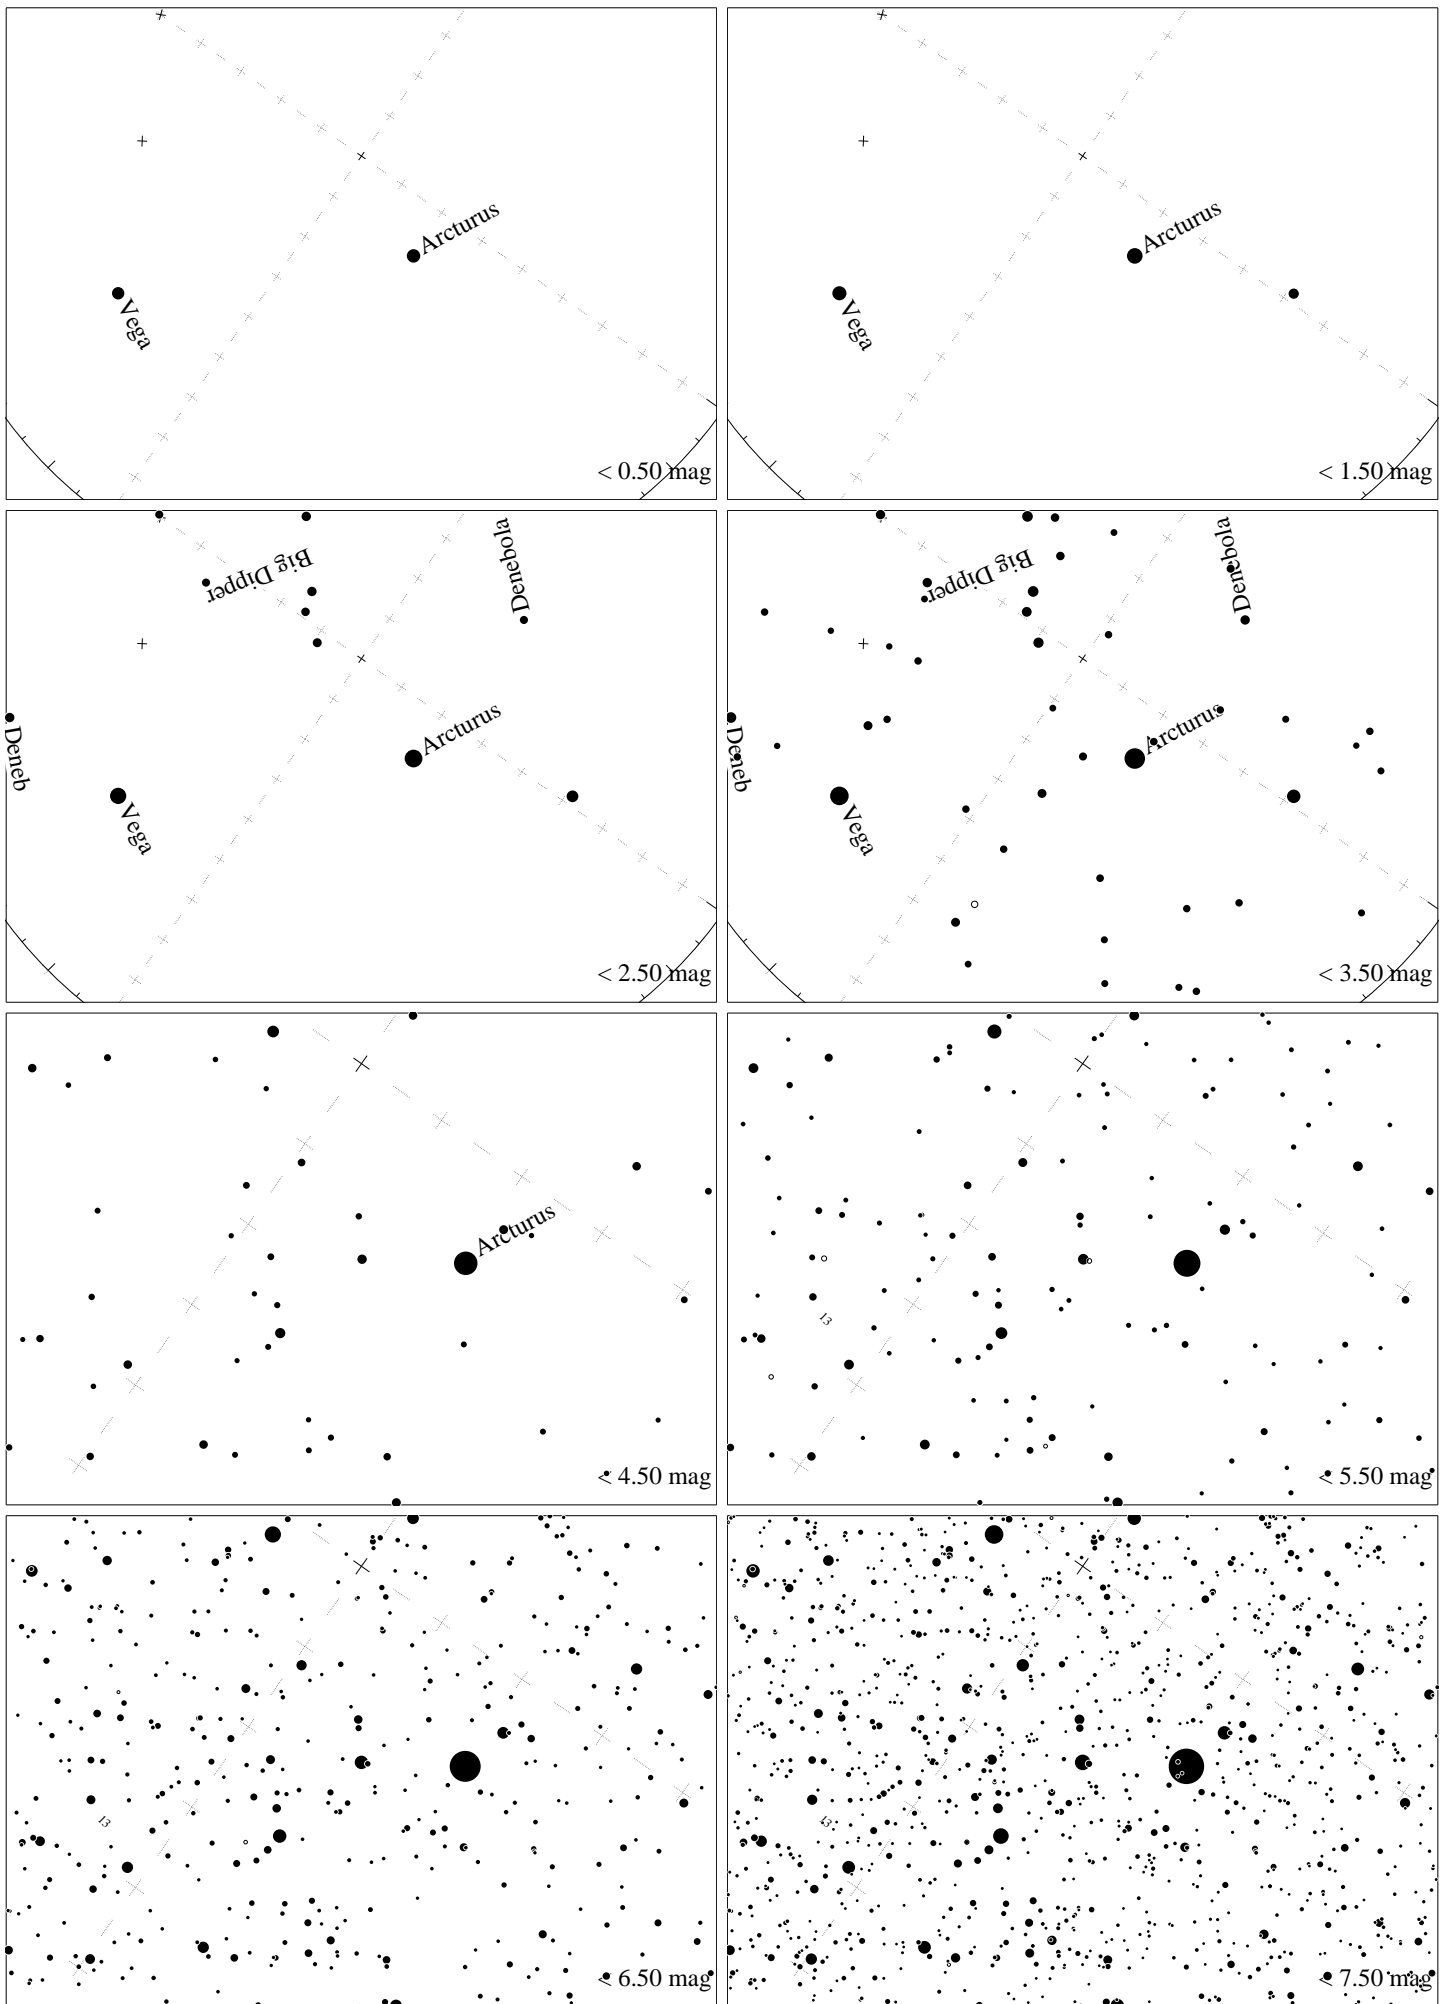 Arcturus
Vega
< 0.50 mag
Arcturus
Vega
< 1.50 mag
Big Dipper
Denebola
Arcturus
Deneb
Vega
< 2.50 mag
Big Dipper
Denebola
Arcturus
Deneb
Vega
< 3.50 mag
Arcturus
< 4.50 mag
13
< 5.50 mag
13
< 6.50 mag
13
< 7.50 mag